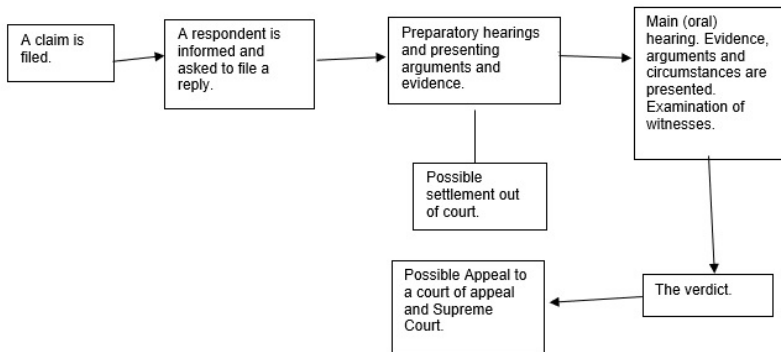 A claim is
filed.
A respondent is
informed and
asked to file a
reply.
Preparatory hearings
and presenting
arguments and
evidence.
Main (oral)
hearing. Evidence,
arguments and
circumstances are
presented.
Examination of
witnesses.
Possible
settlement out
of court.
The verdict.
Possible Appeal to
a court of appeal
and Supreme
Court.